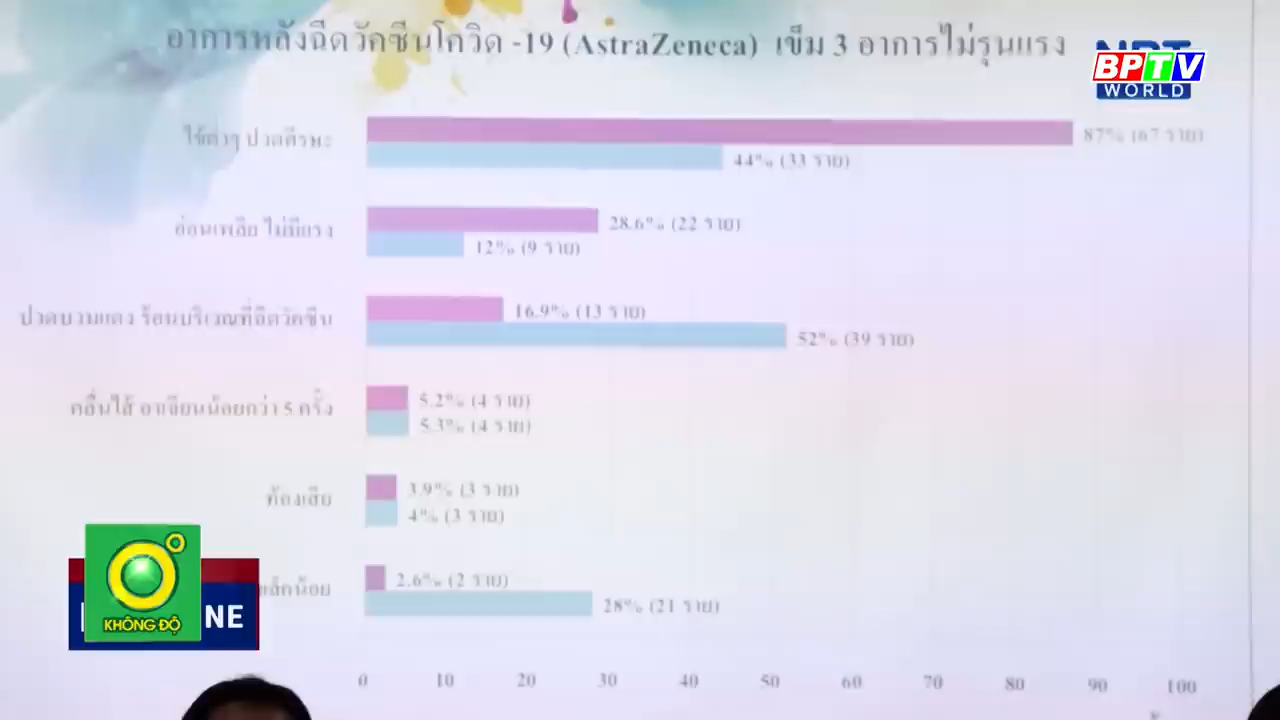 อาการหลังฉีดวัคซีนโควิด -19 (AstraZeneca) เข็ม 3 อาการไม่รุนแรง
BPTV
WORLD
ไข้ต่ำๆ ปวดศีรษะ
87% (67 ราย)
44% (33 ราย)
อ่อนเพลีย ไม่มีแรง
28.6% (22 ราย)
12% (9 ราย)
ปวดบวมแดง ร้อนบริเวณที่ฉีดวัคซีน
16.9% (13 ราย)
52% (39 ราย)
คลื่นไส้ อาเจียนน้อยกว่า 5 ครั้ง
5.2% (4 ราย)
5.3% (4 ราย)
ท้องเสีย
3.9% (3 ราย)
4% (3 ราย)
เล็กน้อย
2.6% (2 ราย)
28% (21 ราย)
KHÔNG ĐỘ
NE
0 10 20 30 40 50 60 70 80 90 100